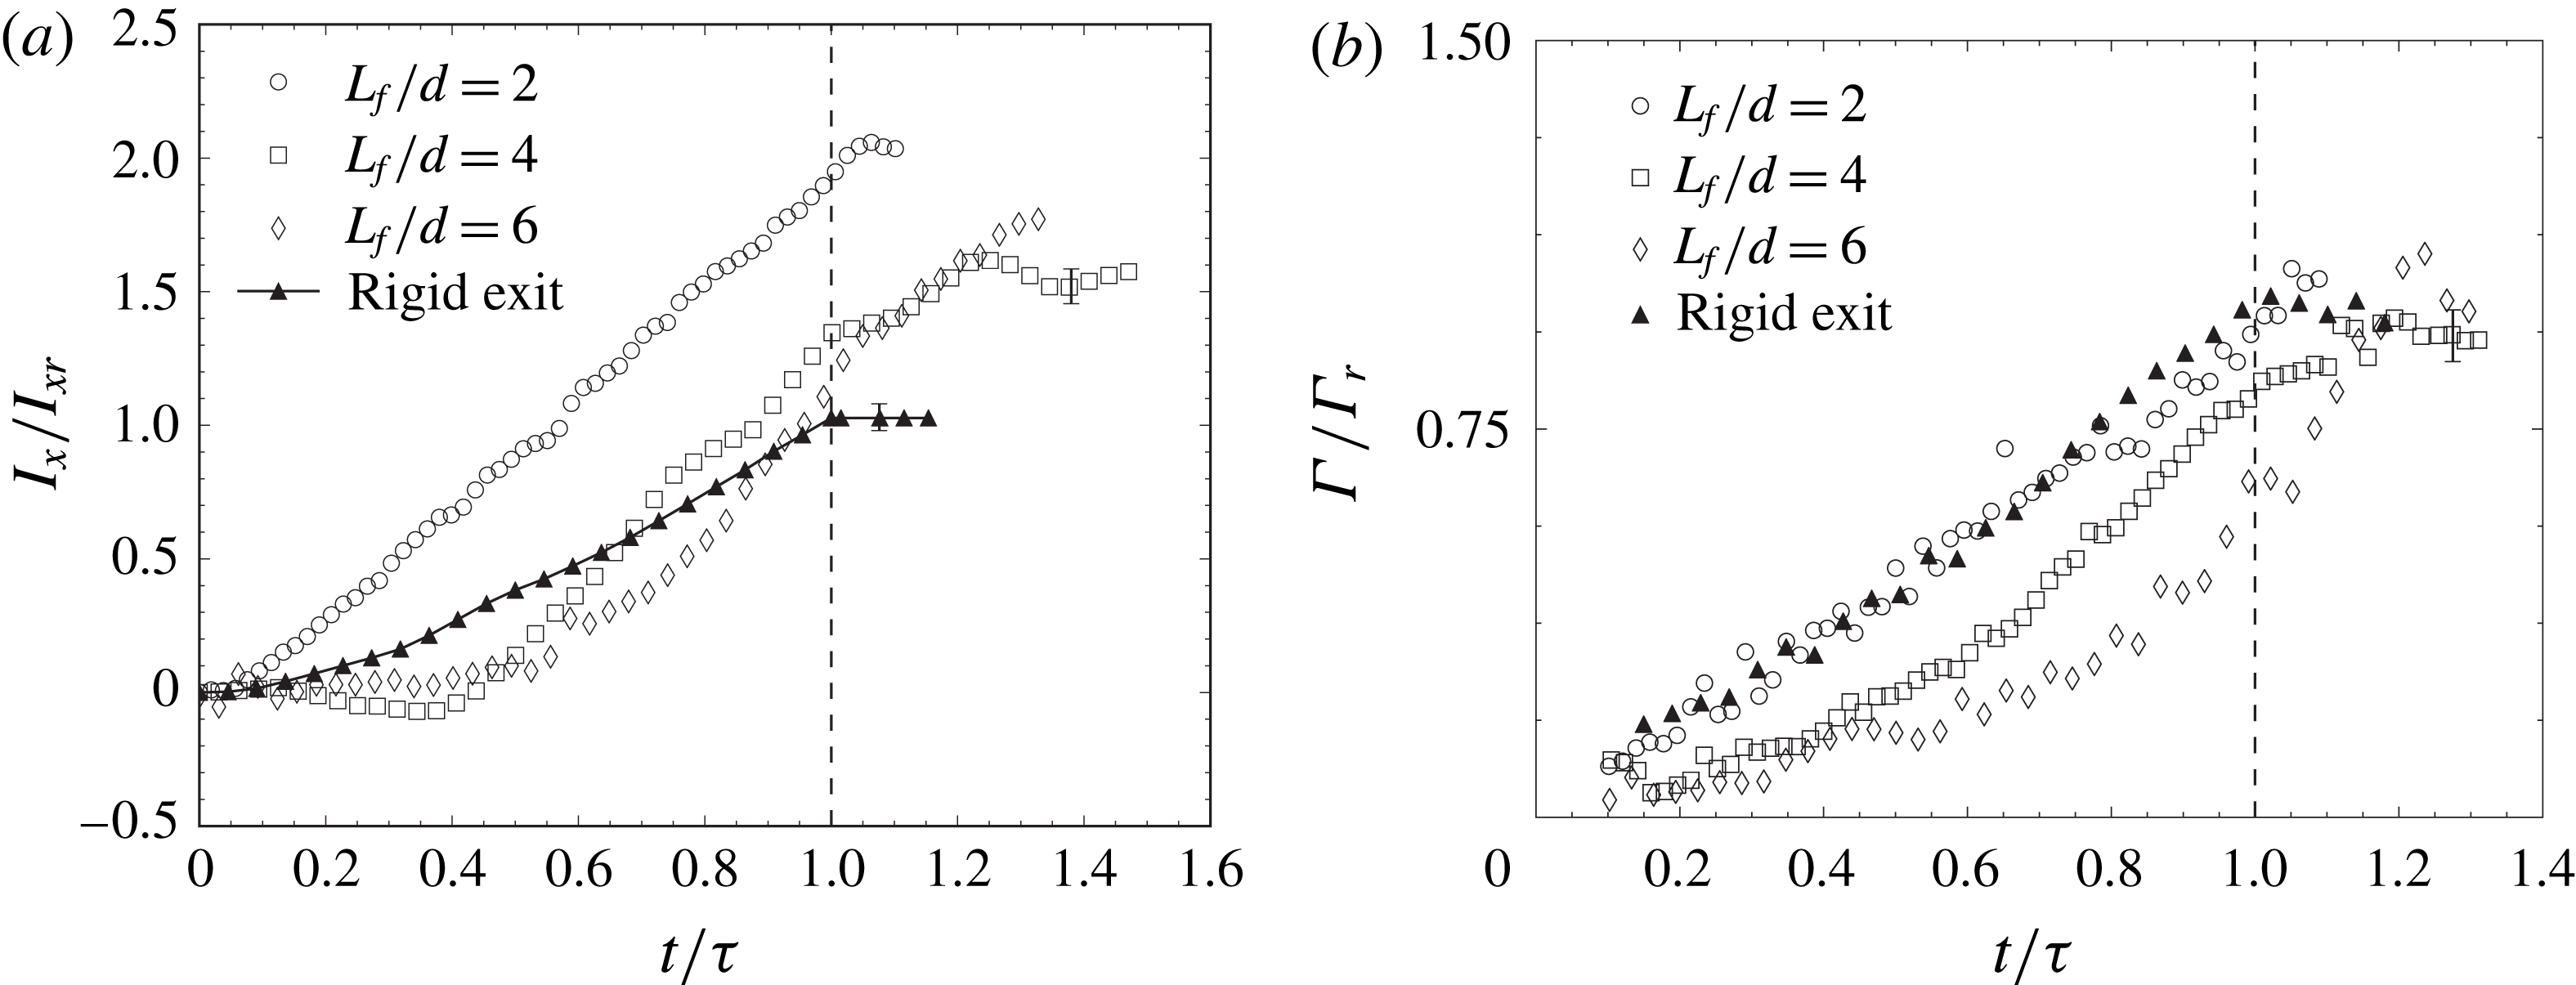 (a)
I_x/I_xr
2.5
2.0
1.5
1.0
0.5
0
−0.5
L_f/d = 2
L_f/d = 4
L_f/d = 6
Rigid exit
0 0.2 0.4 0.6 0.8 1.0 1.2 1.4 1.6
t/τ
(b)
Γ/Γ_r
1.50
0.75
L_f/d = 2
L_f/d = 4
L_f/d = 6
Rigid exit
0 0.2 0.4 0.6 0.8 1.0 1.2 1.4
t/τ